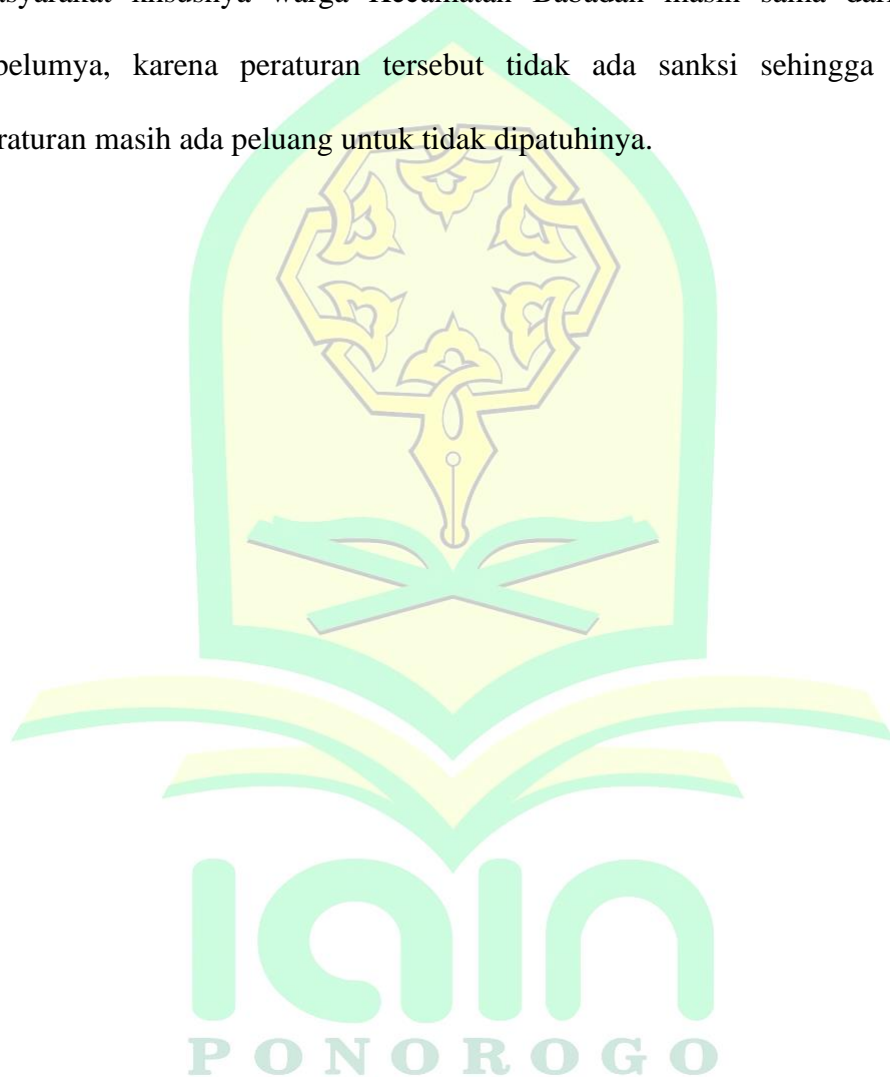 asyarakat khususnya warga Kecamatan Babadan masih sama dari
belumya, karena peraturan tersebut tidak ada sanksi sehingga
raturan masih ada peluang untuk tidak dipatuhinya.
iain
PONOROGO